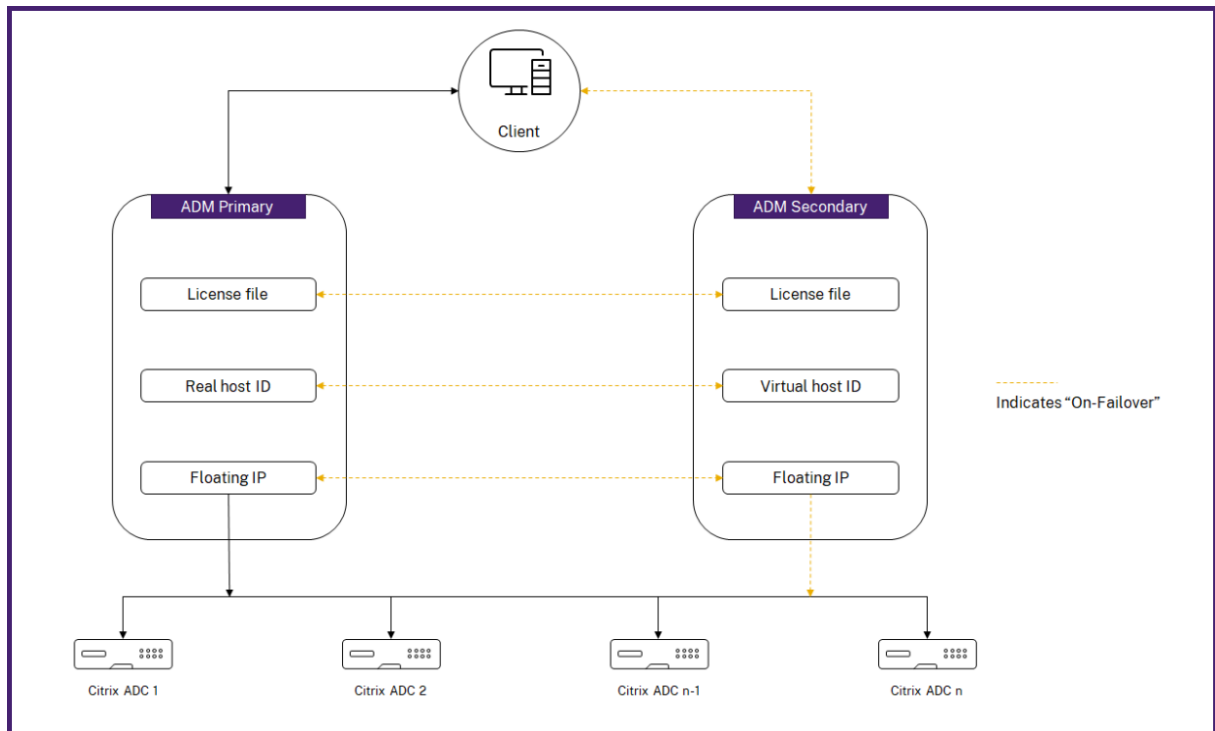 Client
ADM Primary
ADM Secondary
License file
License file
Real host ID
Virtual host ID
Indicates “On-Failover”
Floating IP
Floating IP
Citrix ADC 1
Citrix ADC 2
Citrix ADC n-1
Citrix ADC n